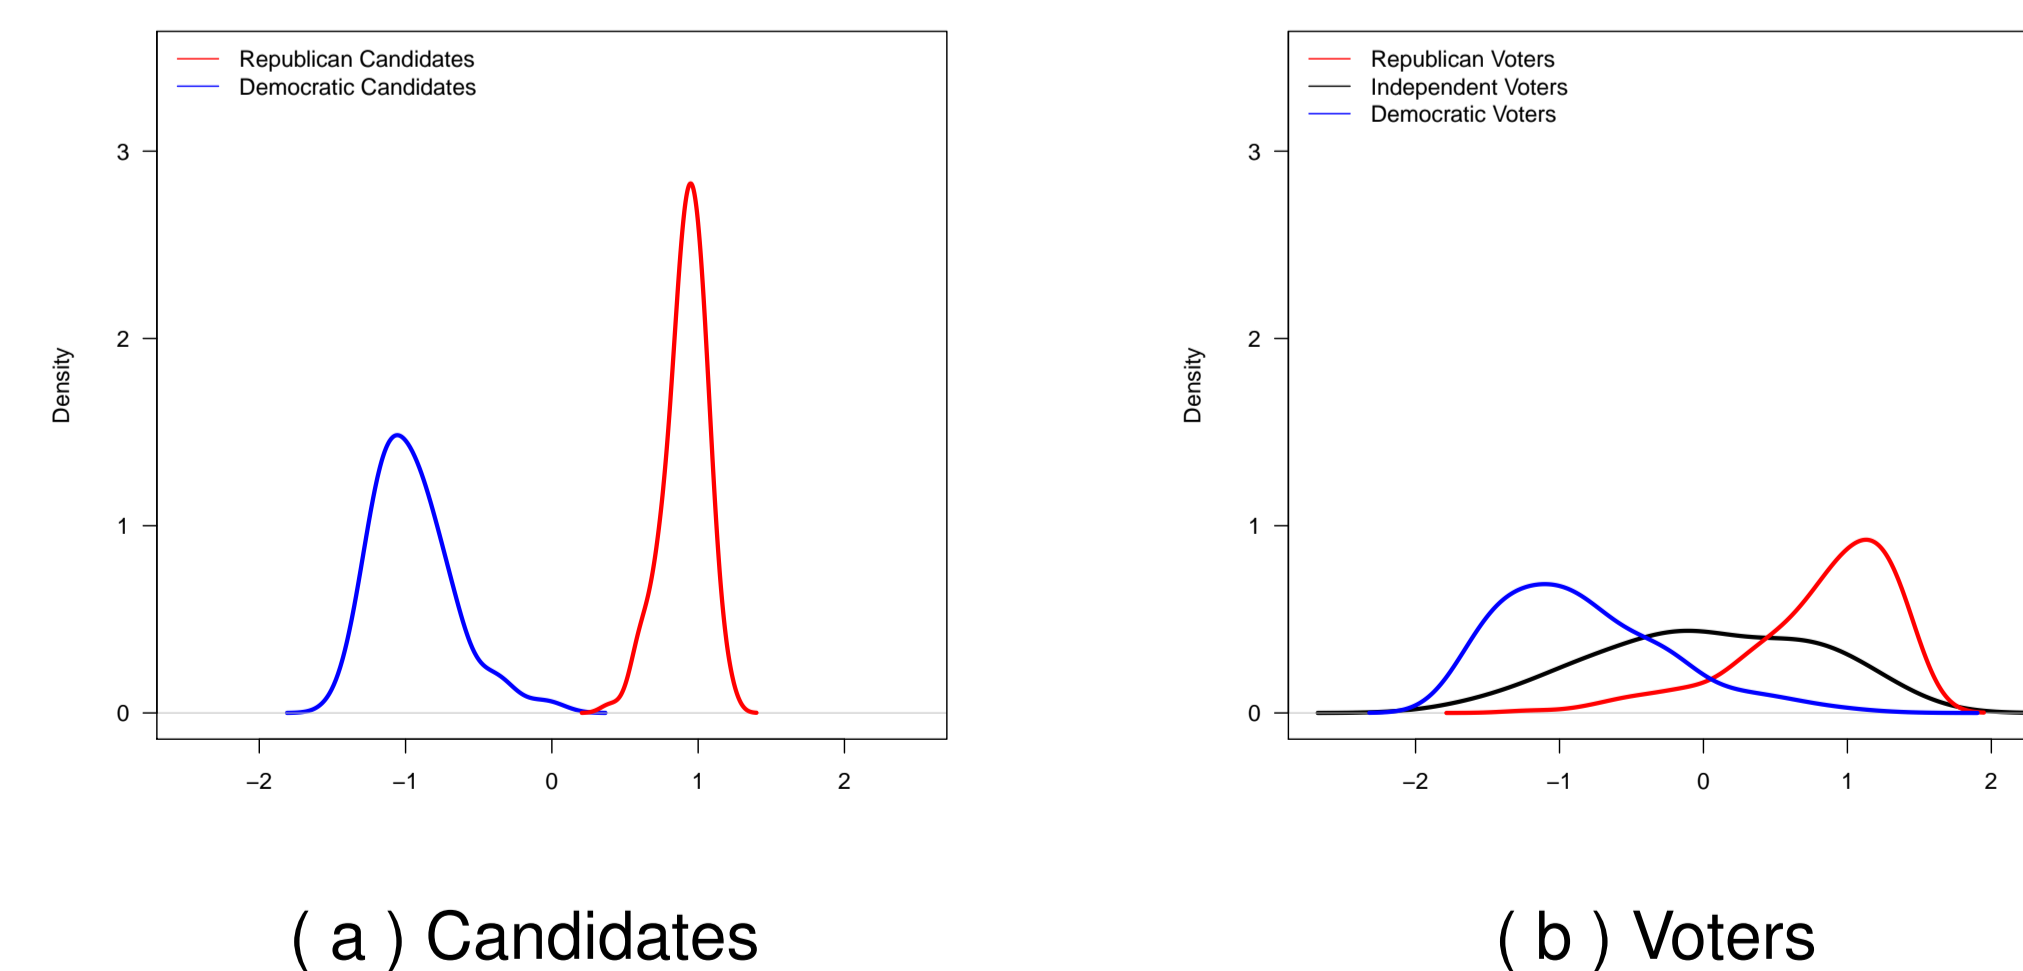 Republican Candidates
Democratic Candidates
3
2
1
0
Density
–2 –1 0 1 2
( a ) Candidates
Republican Voters
Independent Voters
Democratic Voters
3
2
1
0
Density
–2 –1 0 1 2
( b ) Voters